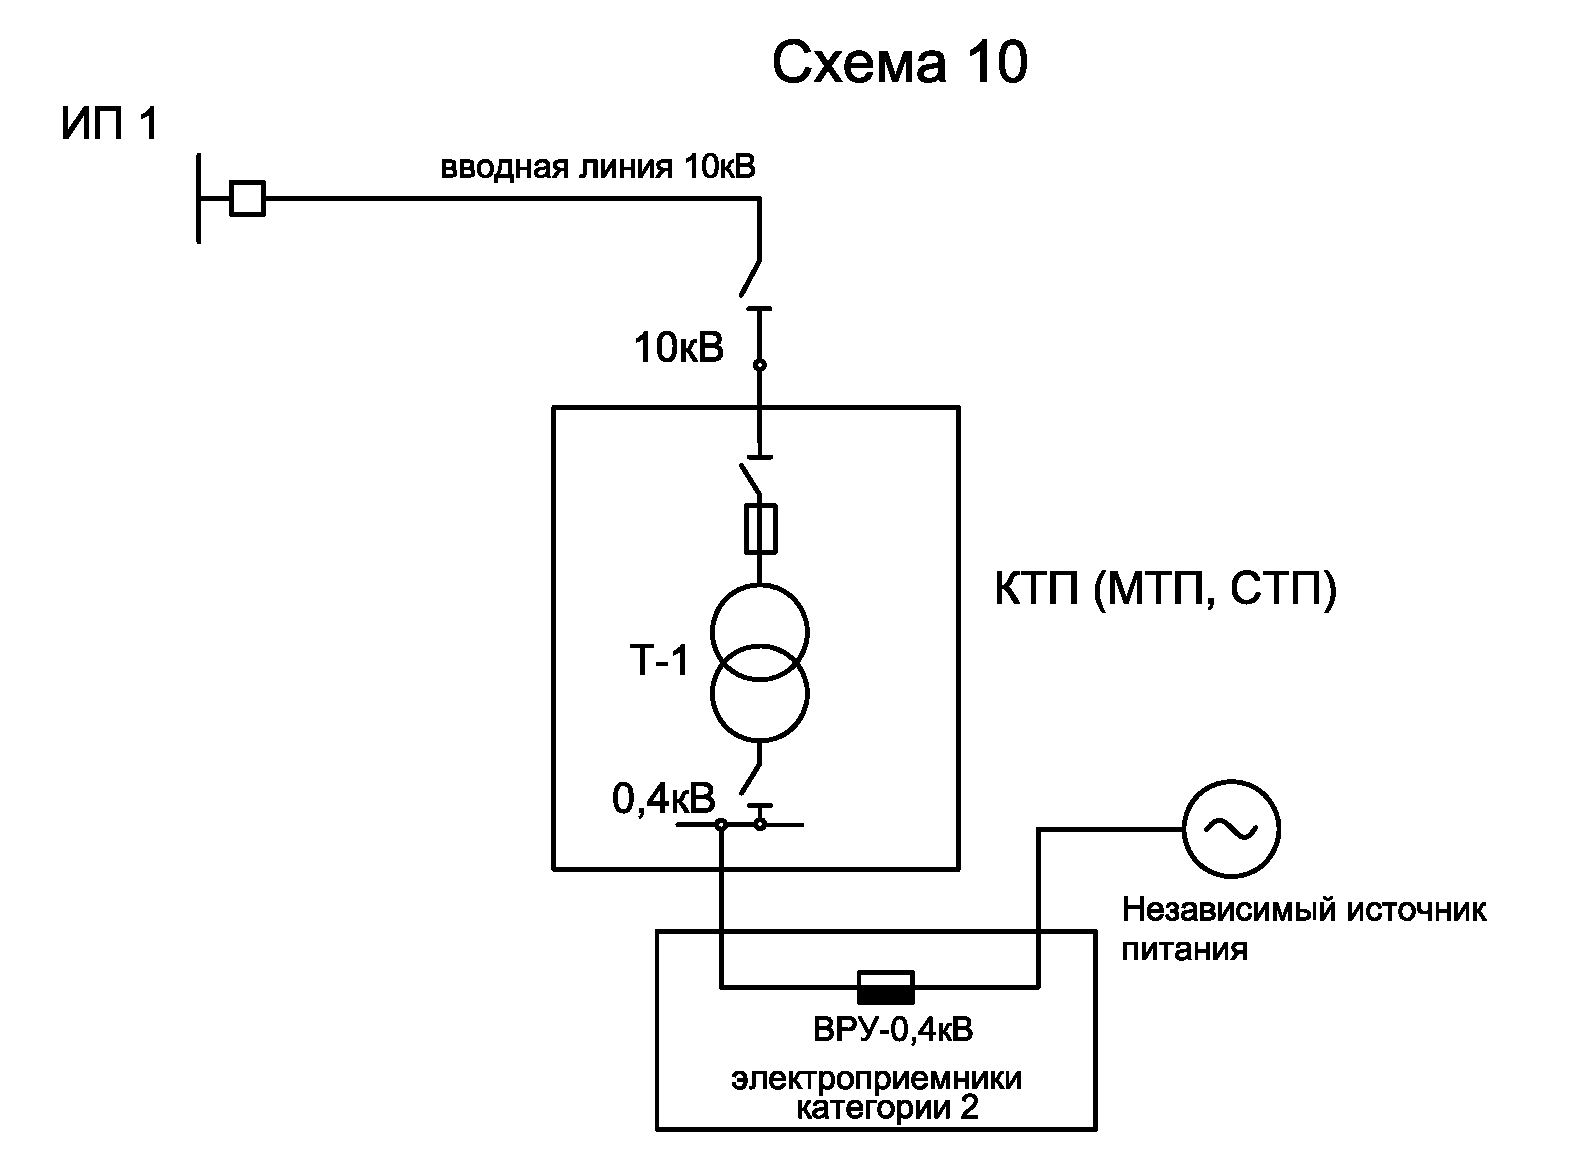 Схема 10
ИП 1
вводная линия 10кВ
10кВ
КТП (МТП, СТП)
Т-1
0,4кВ
Независимый источник
питания
ВРУ-0,4кВ
электроприемники
категории 2